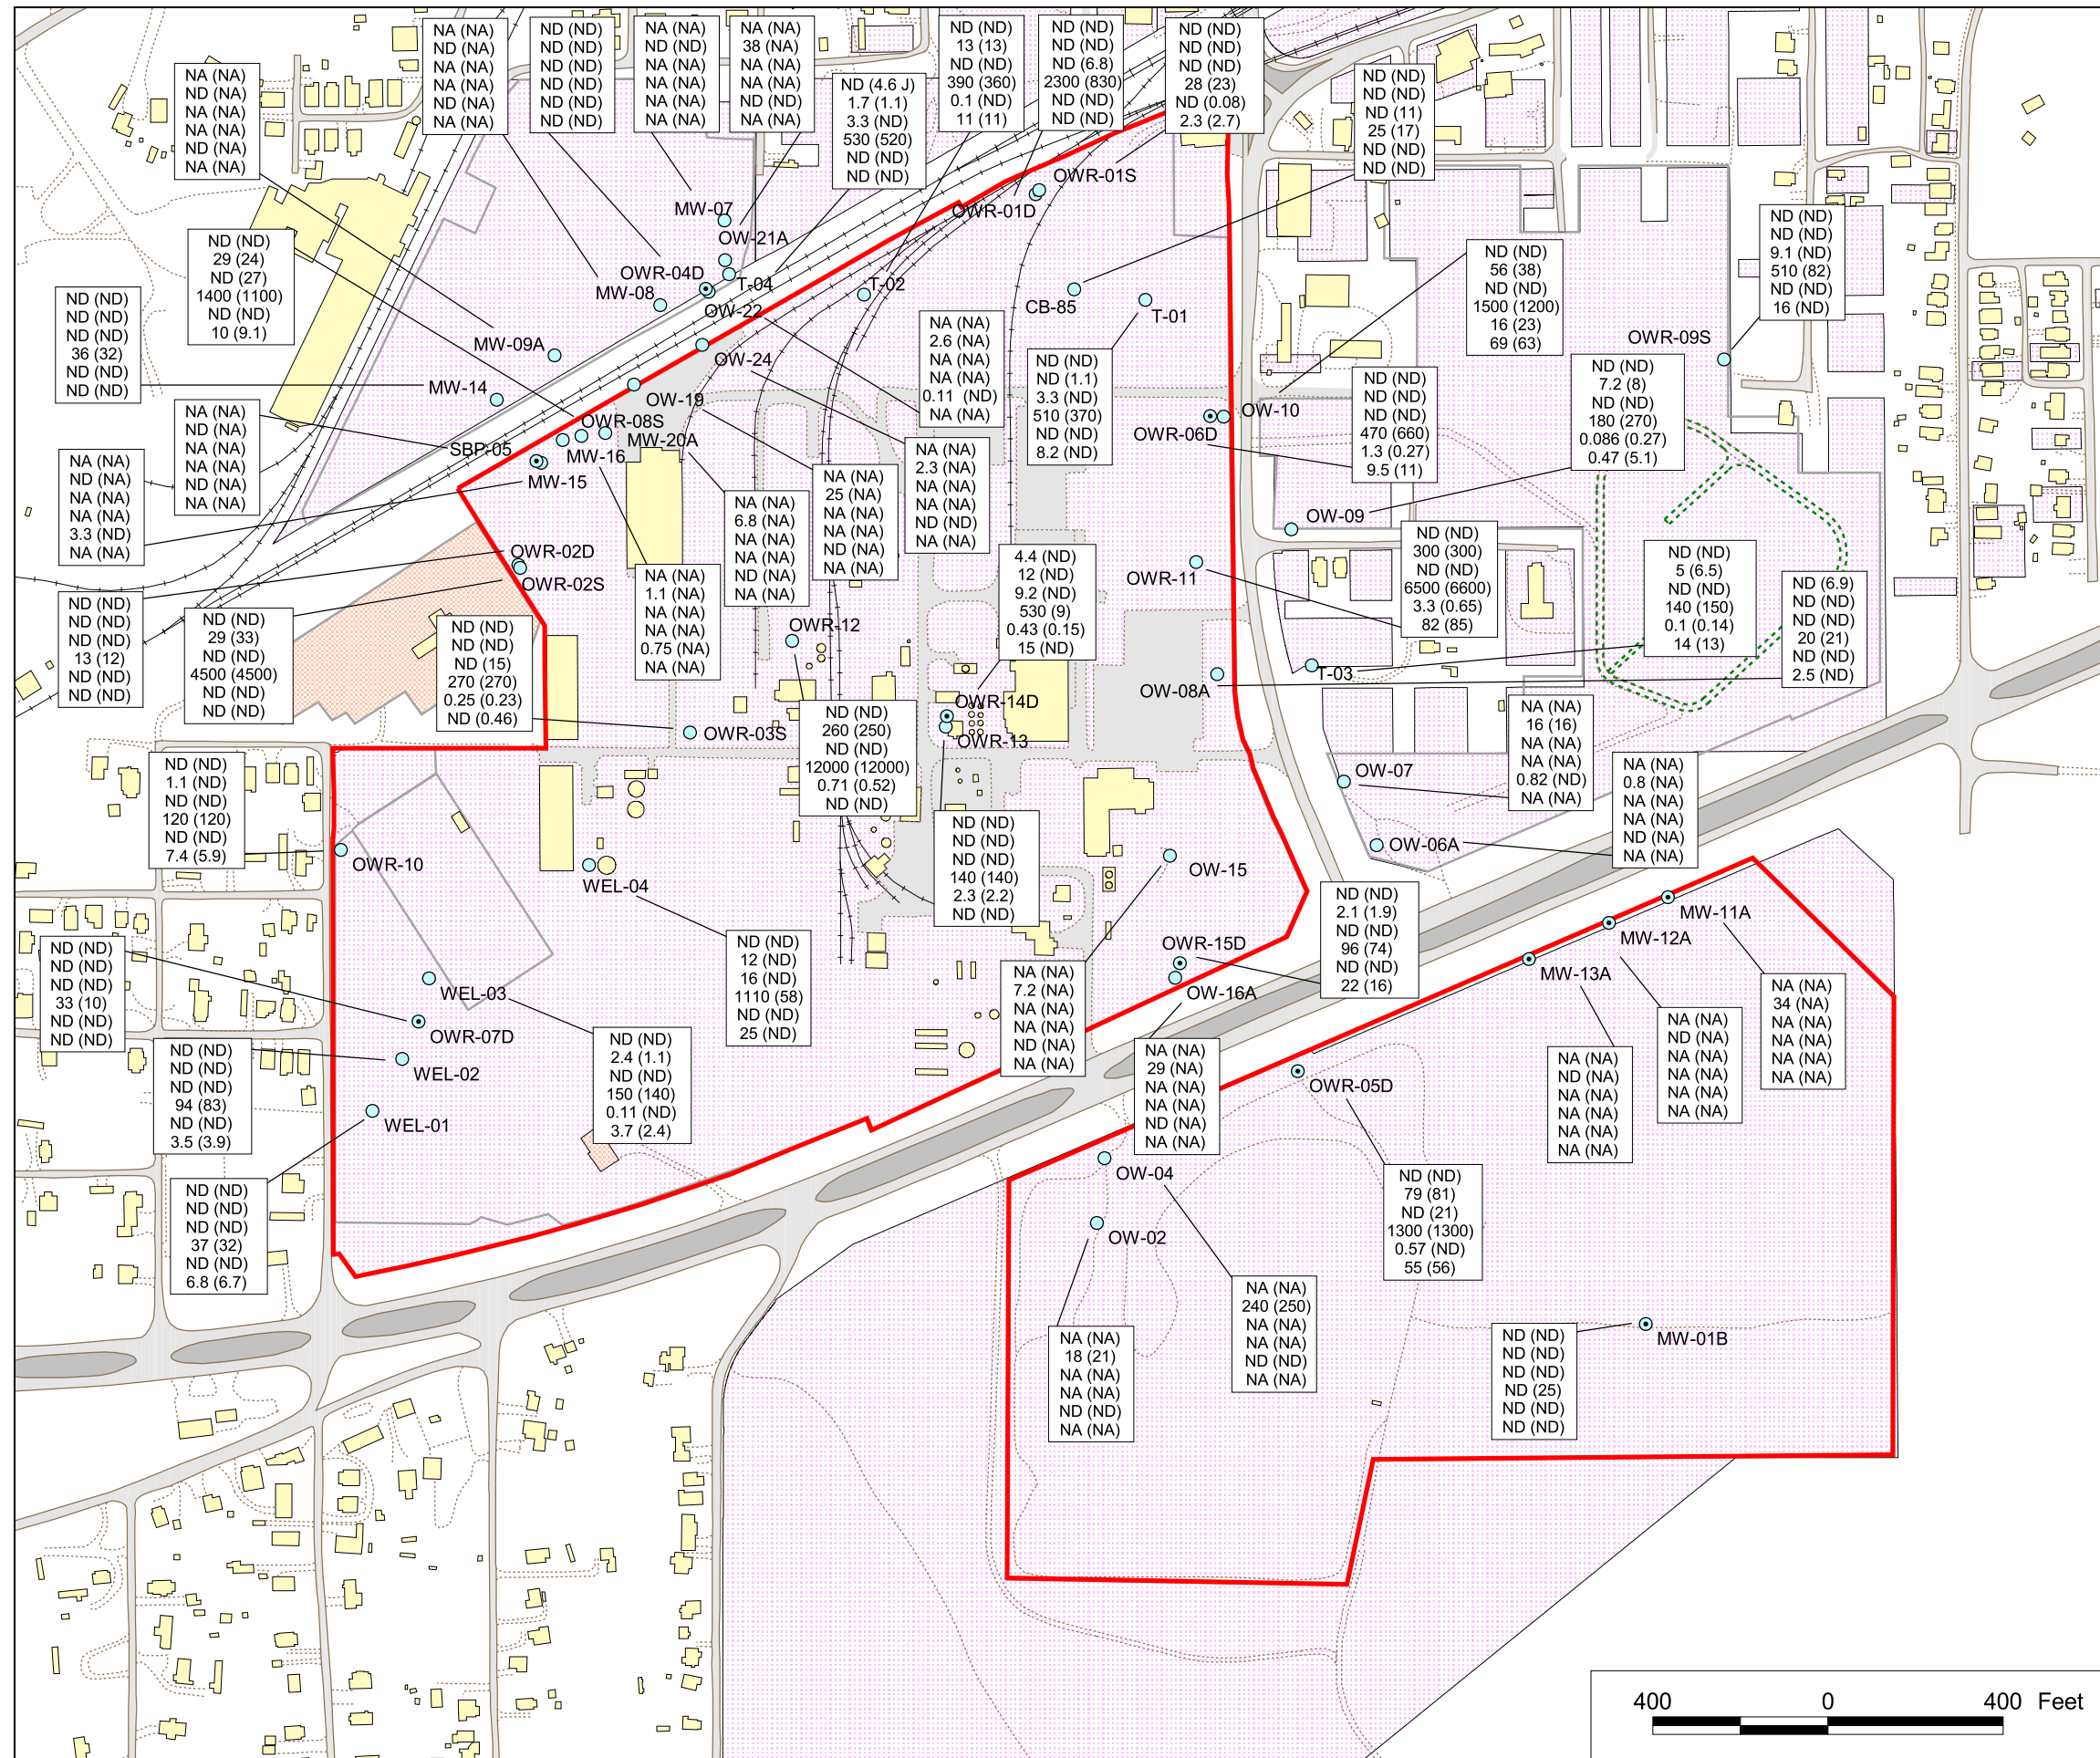 NA (NA)
ND (NA)
NA (NA)
NA (NA)
ND (NA)
NA (NA)
ND (ND)
ND (ND)
ND (ND)
ND (ND)
ND (ND)
ND (ND)
NA (NA)
ND (ND)
NA (NA)
NA (NA)
NA (NA)
NA (NA)
NA (NA)
38 (NA)
NA (NA)
NA (NA)
ND (ND)
NA (NA)
ND (4.6 J)
1.7 (1.1)
3.3 (ND)
530 (520)
ND (ND)
ND (ND)
ND (ND)
13 (13)
ND (ND)
390 (360)
0.1 (ND)
11 (11)
ND (ND)
ND (ND)
ND (6.8)
2300 (830)
ND (ND)
ND (ND)
ND (ND)
ND (ND)
ND (ND)
28 (23)
ND (0.08)
2.3 (2.7)
ND (ND)
ND (ND)
ND (11)
25 (17)
ND (ND)
ND (ND)
NA (NA)
ND (NA)
NA (NA)
NA (NA)
ND (NA)
NA (NA)
OWR-01S
OWR-01D
MW-07
OW-21A
OWR-04D
T-04
MW-08
OW-22
T-02
CB-85
T-01
ND (ND)
29 (24)
ND (27)
1400 (1100)
ND (ND)
10 (9.1)
ND (ND)
56 (38)
ND (ND)
1500 (1200)
16 (23)
69 (63)
ND (ND)
ND (ND)
9.1 (ND)
510 (82)
ND (ND)
16 (ND)
OWR-09S
ND (ND)
ND (ND)
ND (ND)
36 (32)
ND (ND)
ND (ND)
MW-09A
MW-14
OW-24
OW-19
NA (NA)
2.6 (NA)
NA (NA)
NA (NA)
0.11 (ND)
NA (NA)
ND (ND)
ND (1.1)
3.3 (ND)
510 (370)
ND (ND)
8.2 (ND)
ND (ND)
ND (ND)
ND (ND)
470 (660)
1.3 (0.27)
9.5 (11)
ND (ND)
7.2 (8)
ND (ND)
180 (270)
0.086 (0.27)
0.47 (5.1)
OW-10
OWR-06D
NA (NA)
ND (NA)
NA (NA)
NA (NA)
ND (NA)
NA (NA)
OWR-08S
MW-20A
SBP-05
MW-16
MW-15
NA (NA)
ND (NA)
NA (NA)
NA (NA)
3.3 (ND)
NA (NA)
NA (NA)
2.3 (NA)
NA (NA)
NA (NA)
ND (ND)
NA (NA)
NA (NA)
25 (NA)
NA (NA)
NA (NA)
ND (NA)
NA (NA)
NA (NA)
6.8 (NA)
NA (NA)
NA (NA)
ND (NA)
NA (NA)
OW-09
ND (ND)
300 (300)
ND (ND)
6500 (6600)
3.3 (0.65)
82 (85)
ND (ND)
5 (6.5)
ND (ND)
140 (150)
0.1 (0.14)
14 (13)
ND (6.9)
ND (ND)
ND (ND)
20 (21)
ND (ND)
2.5 (ND)
OWR-02D
OWR-02S
OWR-11
4.4 (ND)
12 (ND)
9.2 (ND)
530 (9)
0.43 (0.15)
15 (ND)
NA (NA)
1.1 (NA)
NA (NA)
NA (NA)
0.75 (NA)
NA (NA)
ND (ND)
ND (ND)
ND (ND)
13 (12)
ND (ND)
ND (ND)
ND (ND)
29 (33)
ND (ND)
4500 (4500)
ND (ND)
ND (ND)
ND (ND)
ND (ND)
ND (15)
270 (270)
0.25 (0.23)
ND (0.46)
OWR-12
T-03
OW-08A
OWR-14D
OWR-03S
OWR-13
ND (ND)
260 (250)
ND (ND)
12000 (12000)
0.71 (0.52)
ND (ND)
NA (NA)
16 (16)
NA (NA)
NA (NA)
0.82 (ND)
NA (NA)
NA (NA)
0.8 (NA)
NA (NA)
NA (NA)
ND (NA)
NA (NA)
OW-07
OW-06A
ND (ND)
1.1 (ND)
ND (ND)
120 (120)
ND (ND)
7.4 (5.9)
OWR-10
WEL-04
ND (ND)
ND (ND)
ND (ND)
140 (140)
2.3 (2.2)
ND (ND)
OW-15
ND (ND)
2.1 (1.9)
ND (ND)
96 (74)
ND (ND)
22 (16)
MW-11A
MW-12A
MW-13A
ND (ND)
ND (ND)
ND (ND)
33 (10)
ND (ND)
ND (ND)
ND (ND)
12 (ND)
16 (ND)
1110 (58)
ND (ND)
25 (ND)
OWR-15D
OW-16A
NA (NA)
7.2 (NA)
NA (NA)
NA (NA)
ND (NA)
NA (NA)
NA (NA)
34 (NA)
NA (NA)
NA (NA)
NA (NA)
NA (NA)
WEL-03
OWR-07D
WEL-02
WEL-01
ND (ND)
ND (ND)
ND (ND)
94 (83)
ND (ND)
3.5 (3.9)
ND (ND)
2.4 (1.1)
ND (ND)
150 (140)
0.11 (ND)
3.7 (2.4)
NA (NA)
29 (NA)
NA (NA)
NA (NA)
ND (NA)
NA (NA)
OWR-05D
NA (NA)
ND (NA)
NA (NA)
NA (NA)
NA (NA)
NA (NA)
NA (NA)
ND (NA)
NA (NA)
NA (NA)
NA (NA)
NA (NA)
ND (ND)
ND (ND)
ND (ND)
37 (32)
ND (ND)
6.8 (6.7)
OW-04
OW-02
ND (ND)
79 (81)
ND (21)
1300 (1300)
0.57 (ND)
55 (56)
NA (NA)
240 (250)
NA (NA)
NA (NA)
ND (ND)
NA (NA)
NA (NA)
18 (21)
NA (NA)
NA (NA)
ND (ND)
NA (NA)
ND (ND)
ND (ND)
ND (ND)
ND (25)
ND (ND)
ND (ND)
MW-01B
400 0 400 Feet